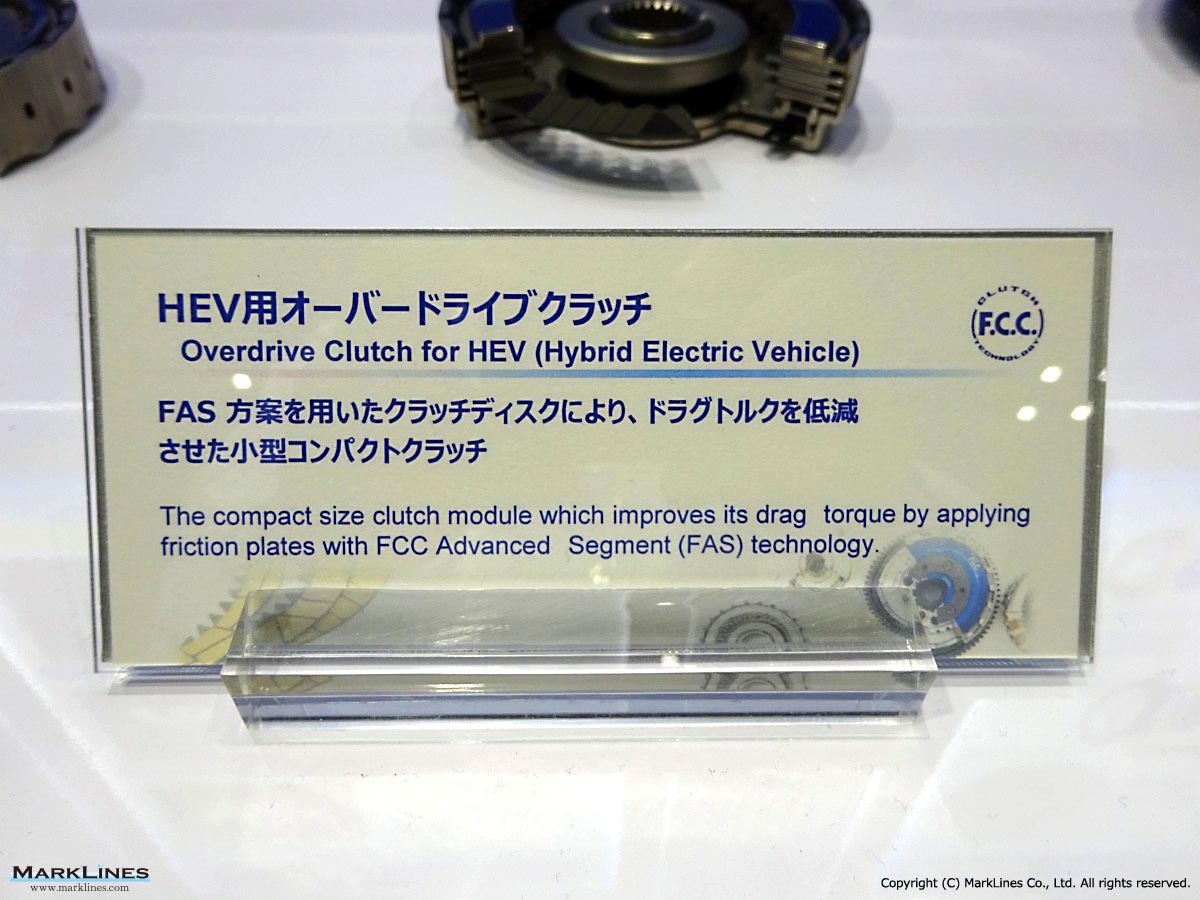 HEV用オーバードライブクラッチ
Overdrive Clutch for HEV (Hybrid Electric Vehicle)
CLUTCH
F.C.C.
TECHNOLOGY
FAS 方案を用いたクラッチディスクにより、ドラグトルクを低減
させた小型コンパクトクラッチ
The compact size clutch module which improves its drag torque by applying
friction plates with FCC Advanced Segment (FAS) technology.
MARKLINES
www.marklines.com
Copyright (C) MarkLines Co., Ltd. All rights reserved.